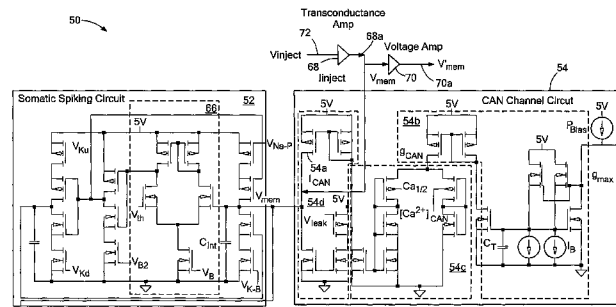 50
Transconductance
Amp
72
68a
Vinject
68
Iinject
Voltage Amp
V'mem
Vmem
70
70a
54
Somatic Spiking Circuit
52
66
CAN Channel Circuit
5V
VKu
VNa-P
Vmem
Vth
Cint
VKd
VB2
VB
VK-B
5V
54a
ICAN
54d
Vleak
5V
54b
gCAN
Ca1/2
[Ca2+]CAN
54c
5V
PBias
5V
gmax
CT
IB